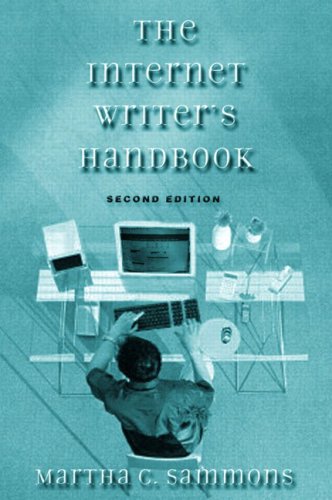 The
Internet
Writer's
Handbook
Second Edition
Martha C. Sammons